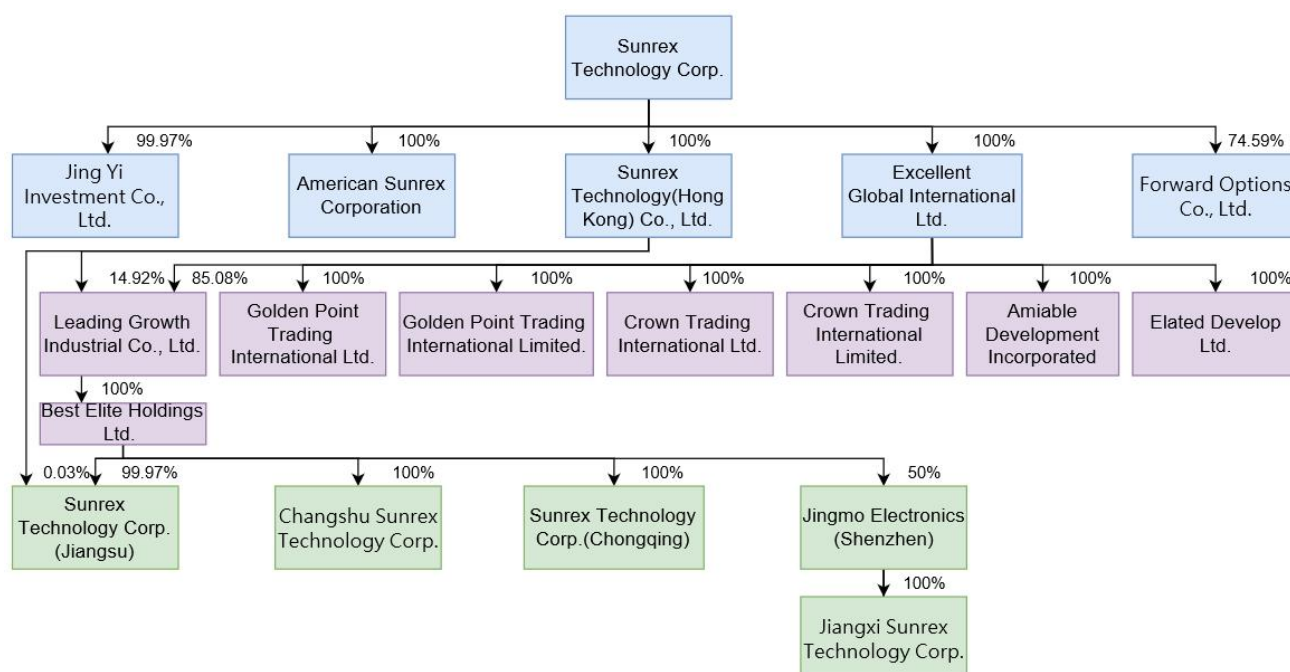 Sunrex
Technology Corp.
99.97%
100%
100%
100%
74.59%
Jing Yi
Investment Co.,
Ltd.
American Sunrex
Corporation
Sunrex
Technology(Hong
Kong) Co., Ltd.
Excellent
Global International
Ltd.
Forward Options
Co., Ltd.
14.92%
85.08%
100%
100%
100%
100%
100%
100%
Leading Growth
Industrial Co., Ltd.
Golden Point
Trading
International Ltd.
Golden Point Trading
International Limited.
Crown Trading
International Ltd.
Crown Trading
International
Limited.
Amiable
Development
Incorporated
Elated Develop
Ltd.
100%
Best Elite Holdings
Ltd.
0.03%
99.97%
100%
100%
50%
Sunrex
Technology Corp.
(Jiangsu)
Changshu Sunrex
Technology Corp.
Sunrex Technology
Corp.(Chongqing)
Jingmo Electronics
(Shenzhen)
100%
Jiangxi Sunrex
Technology Corp.